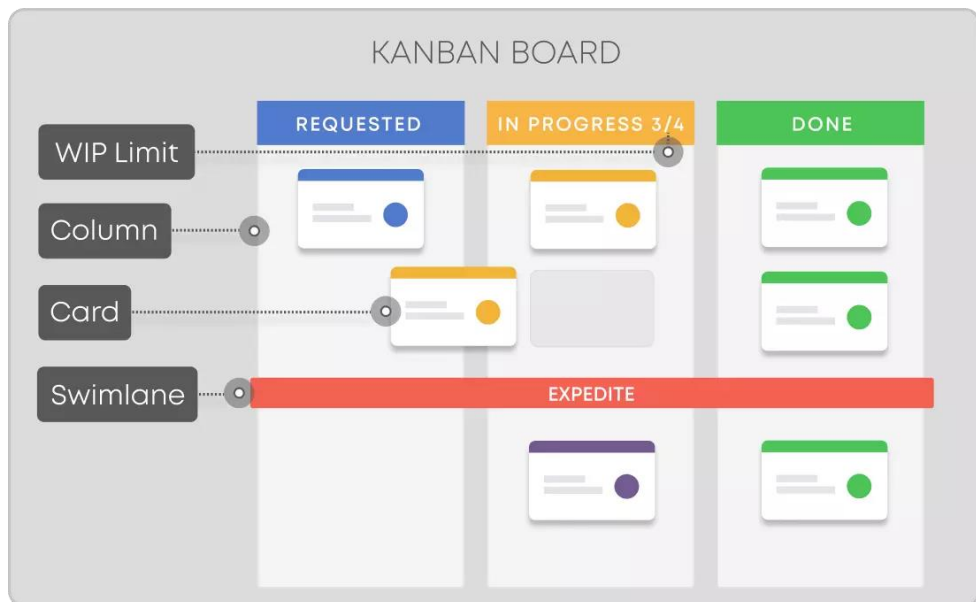 KANBAN BOARD
REQUESTED
IN PROGRESS 3/4
DONE
WIP Limit
Column
Card
Swimlane
EXPEDITE